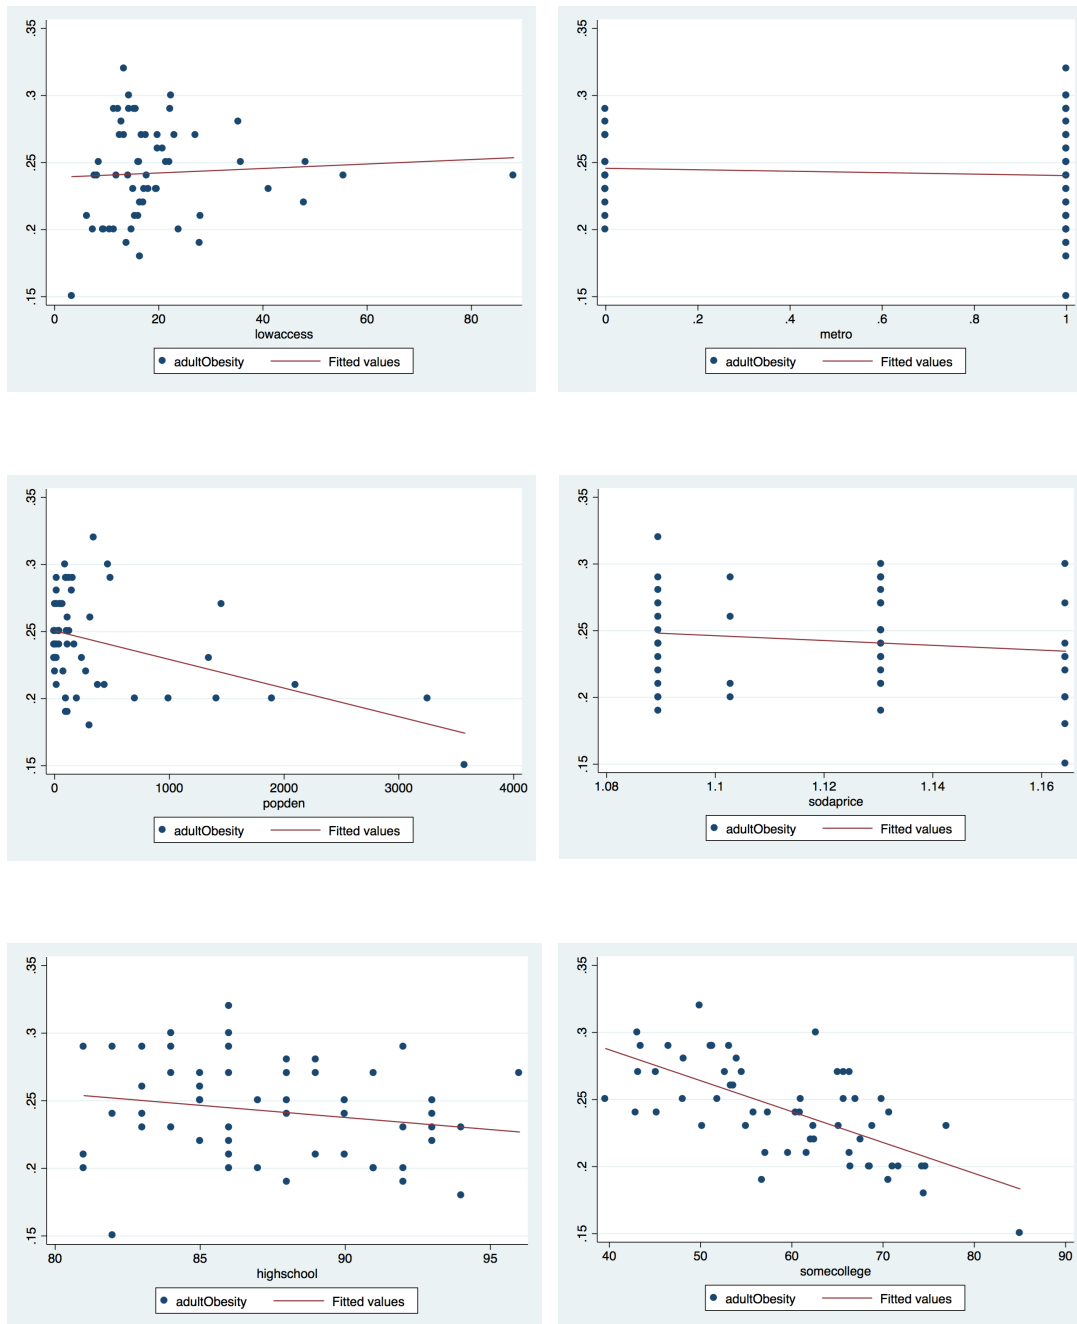 .35
.3
.25
.2
.15
0 20 40 60 80
lowaccess
adultObesity Fitted values
.35
.3
.25
.2
.15
0 .2 .4 .6 .8 1
metro
adultObesity Fitted values
.35
.3
.25
.2
.15
0 1000 2000 3000 4000
popden
adultObesity Fitted values
.35
.3
.25
.2
.15
1.08 1.1 1.12 1.14 1.16
sodaprice
adultObesity Fitted values
.35
.3
.25
.2
.15
80 85 90 95
highschool
adultObesity Fitted values
.35
.3
.25
.2
.15
40 50 60 70 80 90
somecollege
adultObesity Fitted values